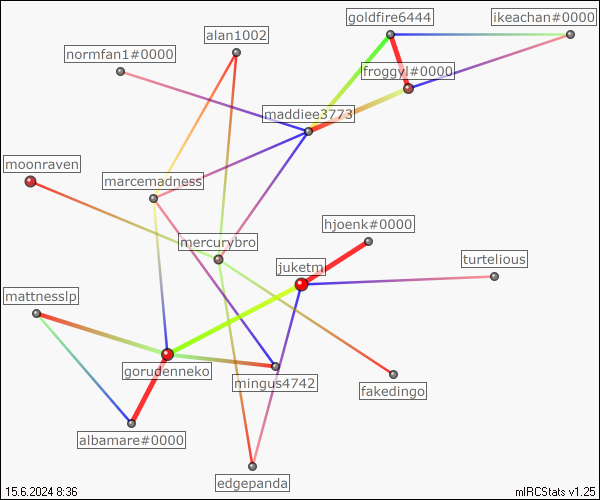 goldfire6444
ikeachan#0000
alan1002
normfan1#0000
froggyl#0000
maddiee3773
moonraven
marcemadness
hjoenk#0000
mercurybro
turtelious
juketm
mattnesslp
gorudenneko
mingus4742
fakedingo
albamare#0000
edgepanda
15.6.2024 8:36
mIRCStats v1.25